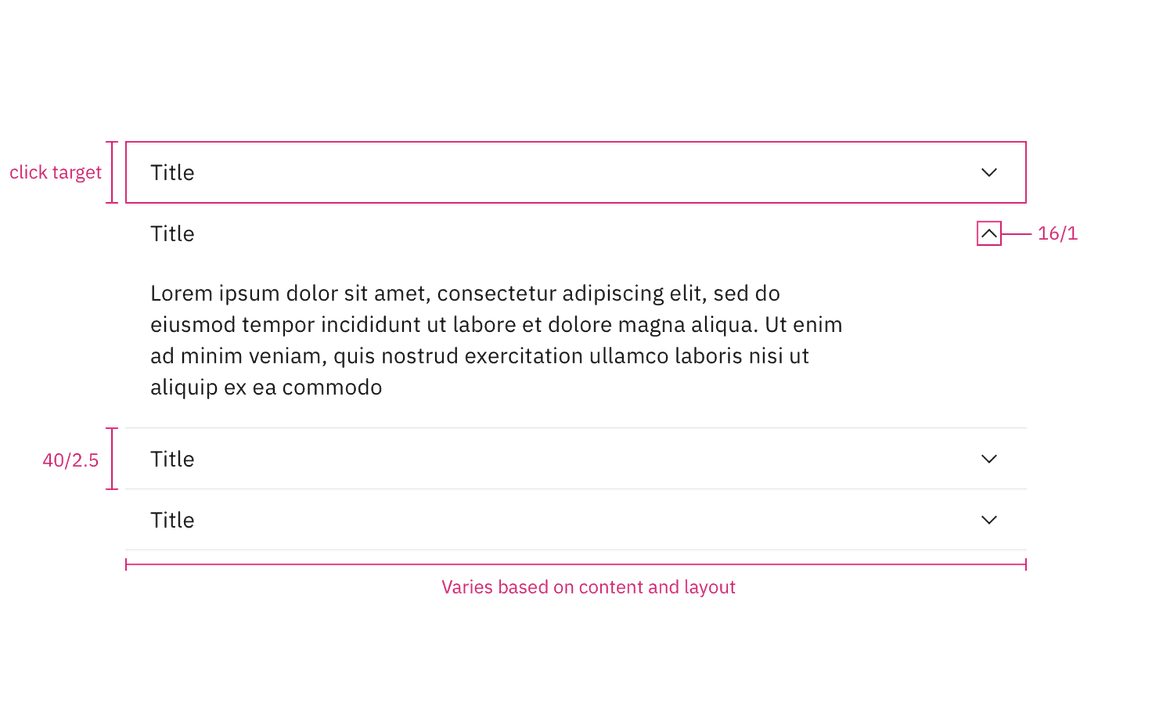 click target
Title
Title
16/1
Lorem ipsum dolor sit amet, consectetur adipiscing elit, sed do
eiusmod tempor incididunt ut labore et dolore magna aliqua. Ut enim
ad minim veniam, quis nostrud exercitation ullamco laboris nisi ut
aliquip ex ea commodo
40/2.5
Title
Title
Varies based on content and layout